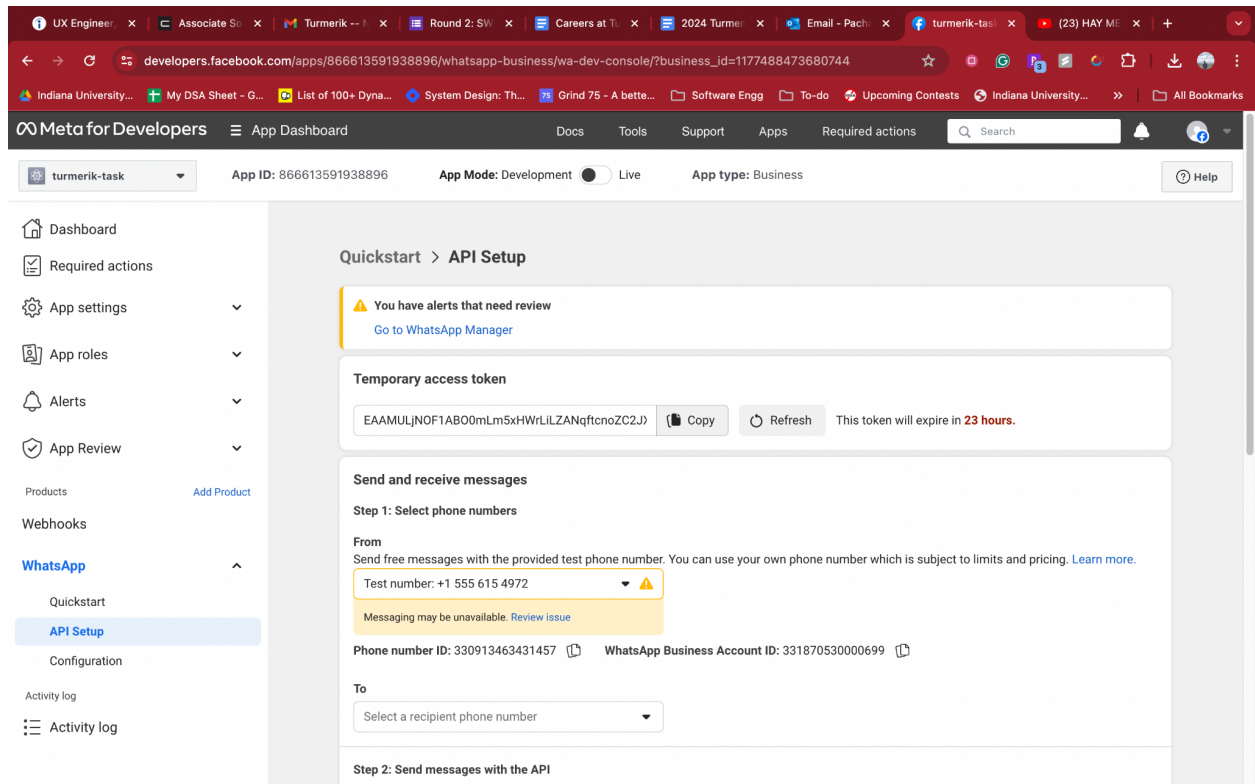 UX Engineer,
Associate So
Turmerik -- N
Round 2: SW
Careers at Tu
2024 Turmer
Email - Pacha
turmerik-task
(23) HAY ME
developers.facebook.com/apps/866613591938896/whatsapp-business/wa-dev-console/?business_id=1177488473680744
Indiana University...
My DSA Sheet - G...
List of 100+ Dyna...
System Design: Th...
75 Grind 75 - A bette...
Software Engg
To-do
Upcoming Contests
Indiana University...
»
All Bookmarks
Meta for Developers
App Dashboard
Docs
Tools
Support
Apps
Required actions
Search
turmerik-task
App ID: 866613591938896
App Mode: Development
Live
App type: Business
Help
Dashboard
Required actions
App settings
App roles
Alerts
App Review
Products
Add Product
Webhooks
WhatsApp
Quickstart
API Setup
Configuration
Activity log
Activity log
Quickstart > API Setup
You have alerts that need review
Go to WhatsApp Manager
Temporary access token
EAAMULjNOF1ABO0mLm5xHWrLiLZANqftcnoZC2J
Copy
Refresh
This token will expire in 23 hours.
Send and receive messages
Step 1: Select phone numbers
From
Send free messages with the provided test phone number. You can use your own phone number which is subject to limits and pricing. Learn more.
Test number: +1 555 615 4972
Messaging may be unavailable. Review issue
Phone number ID: 330913463431457
WhatsApp Business Account ID: 331870530000699
To
Select a recipient phone number
Step 2: Send messages with the API